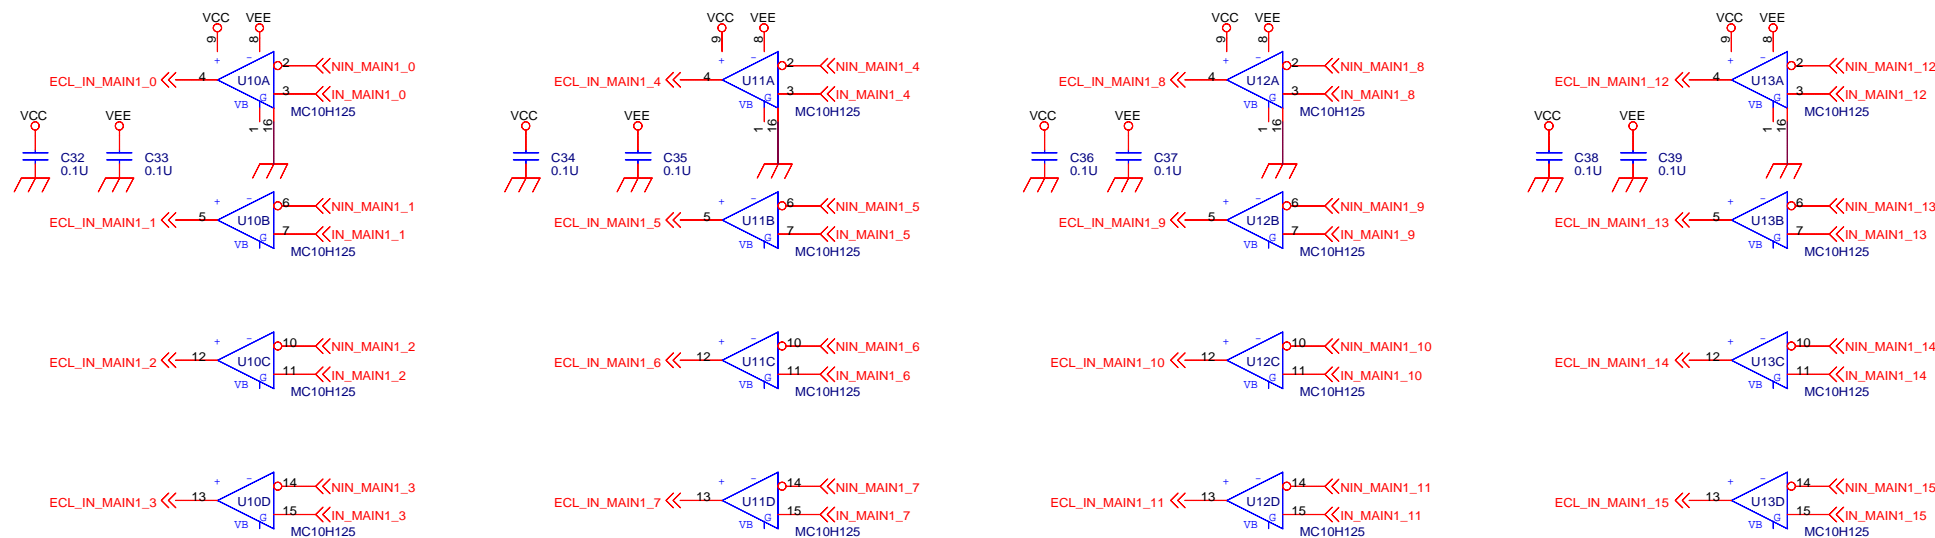 VCC VEE
9 8
+ −
ECL_IN_MAIN1_0 4 U10A 2 NIN_MAIN1_0
3 IN_MAIN1_0
VB G
MC10H125
1 16
VCC VEE
C32 0.1U
C33 0.1U
+ −
ECL_IN_MAIN1_1 5 U10B 6 NIN_MAIN1_1
7 IN_MAIN1_1
VB G
MC10H125
+ −
ECL_IN_MAIN1_2 12 U10C 10 NIN_MAIN1_2
11 IN_MAIN1_2
VB G
MC10H125
+ −
ECL_IN_MAIN1_3 13 U10D 14 NIN_MAIN1_3
15 IN_MAIN1_3
VB G
MC10H125
VCC VEE
9 8
+ −
ECL_IN_MAIN1_4 4 U11A 2 NIN_MAIN1_4
3 IN_MAIN1_4
VB G
MC10H125
1 16
VCC VEE
C34 0.1U
C35 0.1U
+ −
ECL_IN_MAIN1_5 5 U11B 6 NIN_MAIN1_5
7 IN_MAIN1_5
VB G
MC10H125
+ −
ECL_IN_MAIN1_6 12 U11C 10 NIN_MAIN1_6
11 IN_MAIN1_6
VB G
MC10H125
+ −
ECL_IN_MAIN1_7 13 U11D 14 NIN_MAIN1_7
15 IN_MAIN1_7
VB G
MC10H125
VCC VEE
9 8
+ −
ECL_IN_MAIN1_8 4 U12A 2 NIN_MAIN1_8
3 IN_MAIN1_8
VB G
MC10H125
1 16
VCC VEE
C36 0.1U
C37 0.1U
+ −
ECL_IN_MAIN1_9 5 U12B 6 NIN_MAIN1_9
7 IN_MAIN1_9
VB G
MC10H125
+ −
ECL_IN_MAIN1_10 12 U12C 10 NIN_MAIN1_10
11 IN_MAIN1_10
VB G
MC10H125
+ −
ECL_IN_MAIN1_11 13 U12D 14 NIN_MAIN1_11
15 IN_MAIN1_11
VB G
MC10H125
VCC VEE
9 8
+ −
ECL_IN_MAIN1_12 4 U13A 2 NIN_MAIN1_12
3 IN_MAIN1_12
VB G
MC10H125
1 16
VCC VEE
C38 0.1U
C39 0.1U
+ −
ECL_IN_MAIN1_13 5 U13B 6 NIN_MAIN1_13
7 IN_MAIN1_13
VB G
MC10H125
+ −
ECL_IN_MAIN1_14 12 U13C 10 NIN_MAIN1_14
11 IN_MAIN1_14
VB G
MC10H125
+ −
ECL_IN_MAIN1_15 13 U13D 14 NIN_MAIN1_15
15 IN_MAIN1_15
VB G
MC10H125